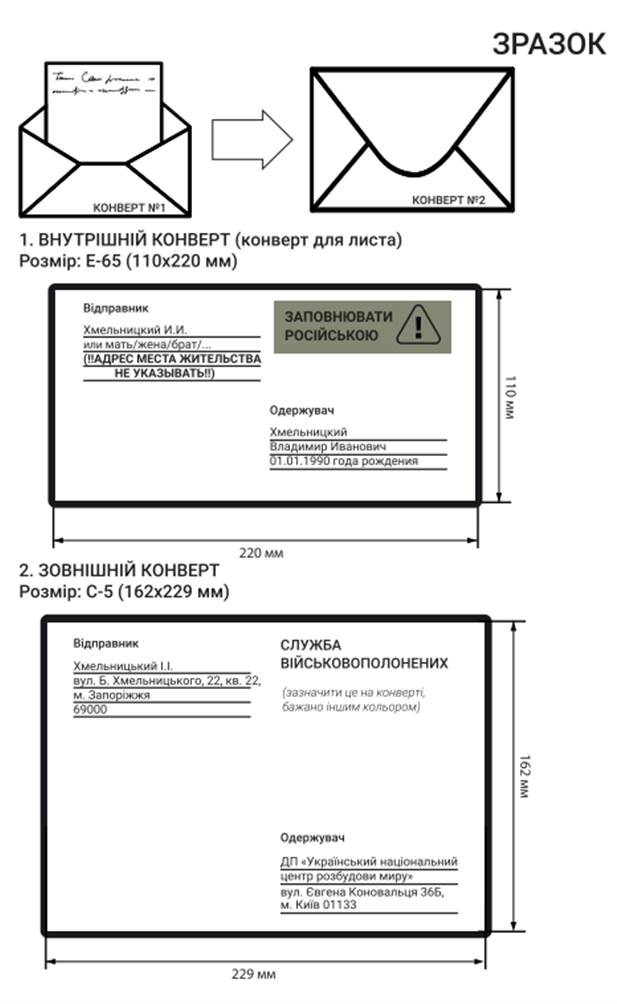 ЗРАЗОК
КОНВЕРТ №1
КОНВЕРТ №2
1. ВНУТРІШНІЙ КОНВЕРТ (конверт для листа)
Розмір: Е-65 (110х220 мм)
Відправник
Хмельницкий И.И.
или мать/жена/брат/...
(!!АДРЕС МЕСТА ЖИТЕЛЬСТВА
НЕ УКАЗЫВАТЬ!!)
ЗАПОВНЮВАТИ
РОСІЙСЬКОЮ
!
Одержувач
Хмельницкий
Владимир Иванович
01.01.1990 года рождения
110 мм
220 мм
2. ЗОВНІШНІЙ КОНВЕРТ
Розмір: С-5 (162х229 мм)
Відправник
Хмельницький І.І.
вул. Б. Хмельницького, 22, кв. 22,
м. Запоріжжя
69000
СЛУЖБА
ВІЙСЬКОВОПОЛОНЕНИХ
(зазначити це на конверті,
бажано іншим кольором)
Одержувач
ДП «Український національний
центр розбудови миру»
вул. Євгена Коновальця 36Б,
м. Київ 01133
162 мм
229 мм